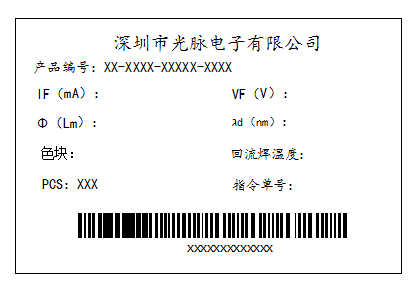 深圳市光脉电子有限公司
产品编号：XX-XXXX-XXXXX-XXXX
IF（mA）： VF（V）：
Φ（Lm）： λd（nm）：
色块： 回流焊温度：
PCS：XXX 指令单号：
XXXXXXXXXXXXX